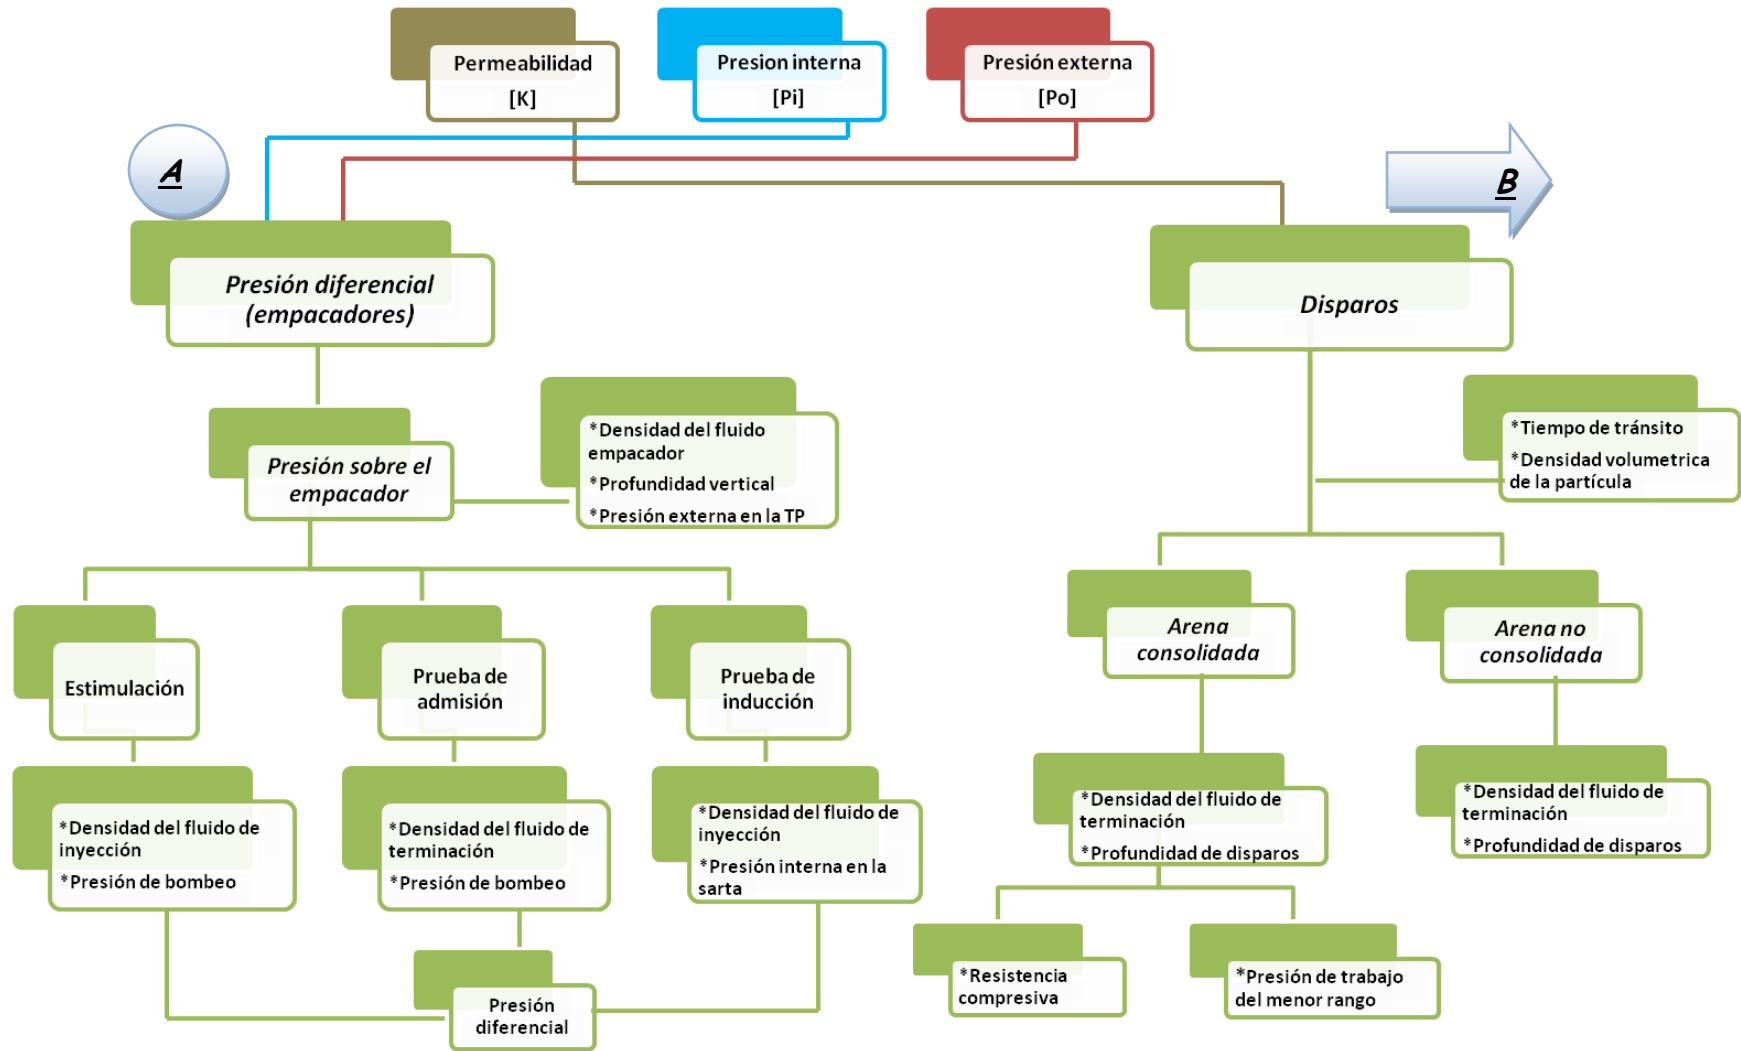 Permeabilidad
[K]
Presion interna
[Pi]
Presión externa
[Po]
A
B
Presión diferencial
(empacadores)
Disparos
Presión sobre el
empacador
*Densidad del fluido
empacador
*Profundidad vertical
*Presión externa en la TP
*Tiempo de tránsito
*Densidad volumetrica
de la partícula
Estimulación
Prueba de
admisión
Prueba de
inducción
Arena
consolidada
Arena no
consolidada
*Densidad del fluido de
inyección
*Presión de bombeo
*Densidad del fluido de
terminación
*Presión de bombeo
*Densidad del fluido de
inyección
*Presión interna en la
sarta
*Densidad del fluido de
terminación
*Profundidad de disparos
*Densidad del fluido de
terminación
*Profundidad de disparos
Presión
diferencial
*Resistencia
compresiva
*Presión de trabajo
del menor rango